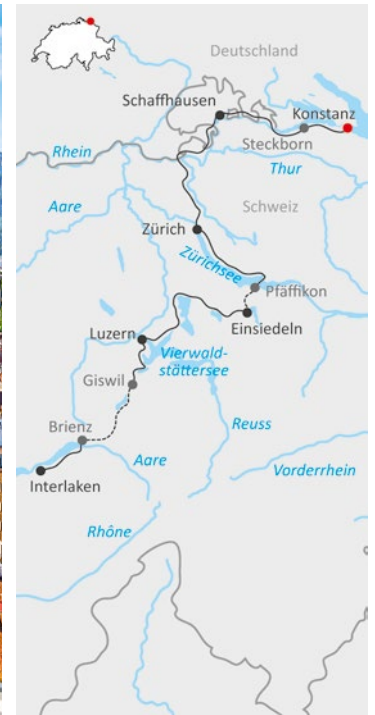 Deutschland
Schaffhausen
Konstanz
Steckborn
Rhein
Thur
Aare
Schweiz
Zürich
Zürichsee
Pfäffikon
Einsiedeln
Luzern
Vierwald-
stättersee
Giswil
Reuss
Brienz
Aare
Vorderrhein
Interlaken
Rhône